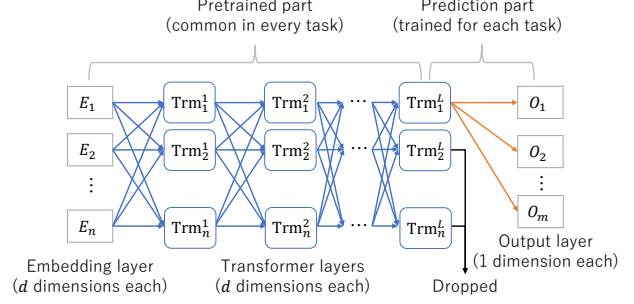 Pretrained part
(common in every task)
Prediction part
(trained for each task)
E₁ Trm₁¹ Trm₁² ⋯ Trm₁ᴸ O₁
E₂ Trm₂¹ Trm₂² ⋯ Trm₂ᴸ O₂
⋮ ⋮
Eₙ Trmₙ¹ Trmₙ² ⋯ Trmₙᴸ Oₘ
Embedding layer
(d dimensions each)
Transformer layers
(d dimensions each)
Output layer
(1 dimension each)
Dropped